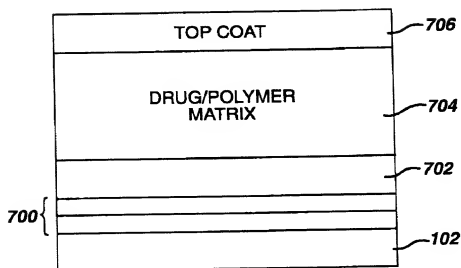 TOP COAT
706
DRUG/POLYMER
MATRIX
704
702
700
102